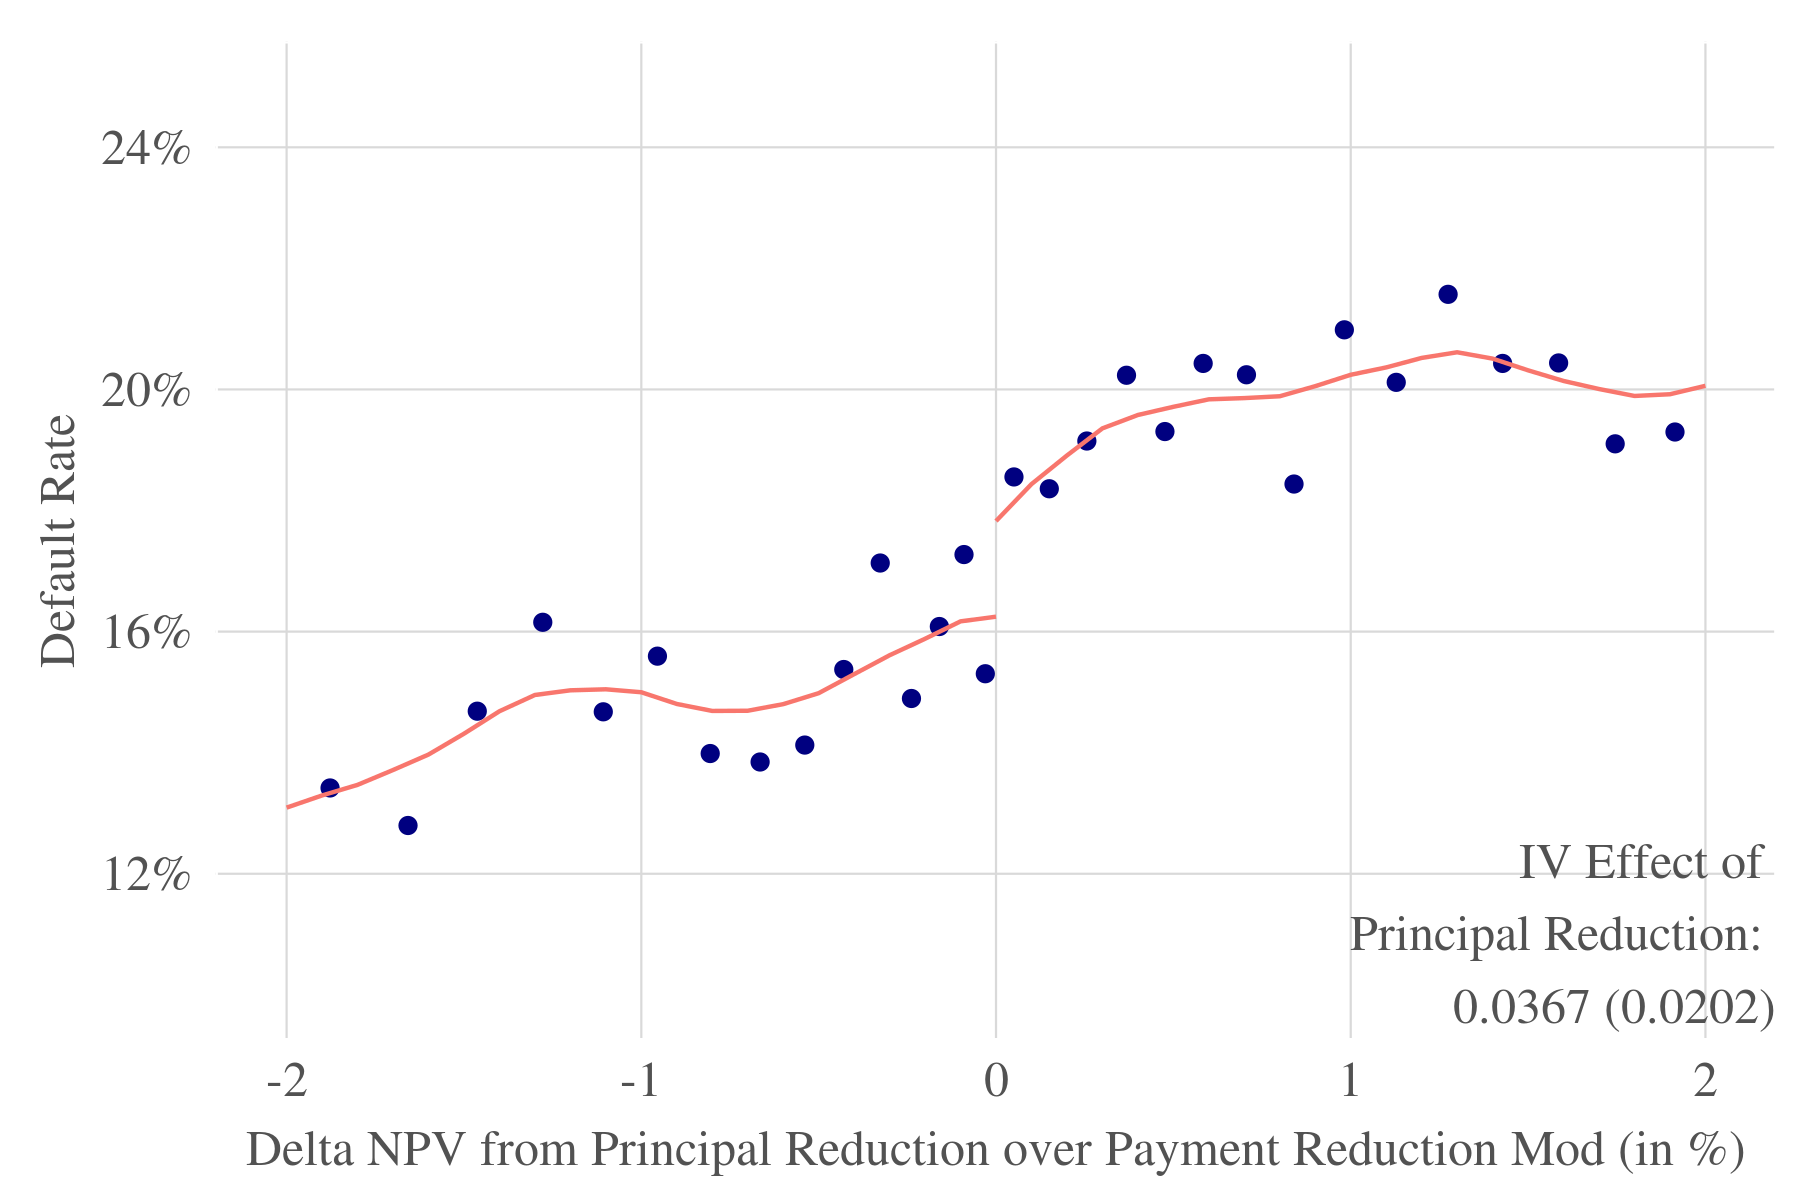 24%
20%
16%
12%
Default Rate
IV Effect of
Principal Reduction:
0.0367 (0.0202)
-2 -1 0 1 2
Delta NPV from Principal Reduction over Payment Reduction Mod (in %)